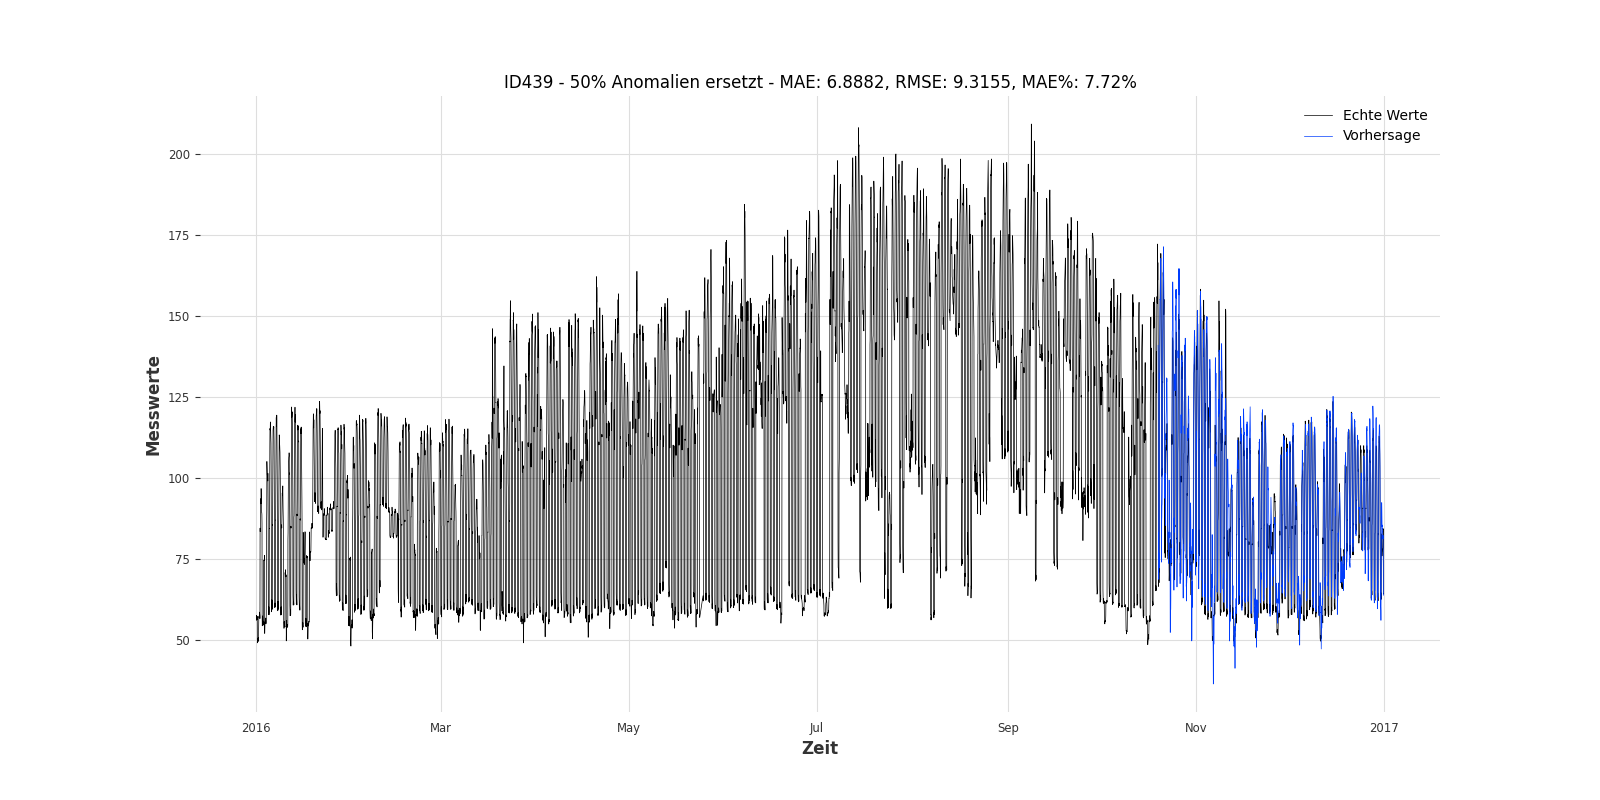 ID439 - 50% Anomalien ersetzt - MAE: 6.8882, RMSE: 9.3155, MAE%: 7.72%
Echte Werte
Vorhersage
200
175
150
125
100
75
50
Messwerte
2016
Mar
May
Jul
Sep
Nov
2017
Zeit